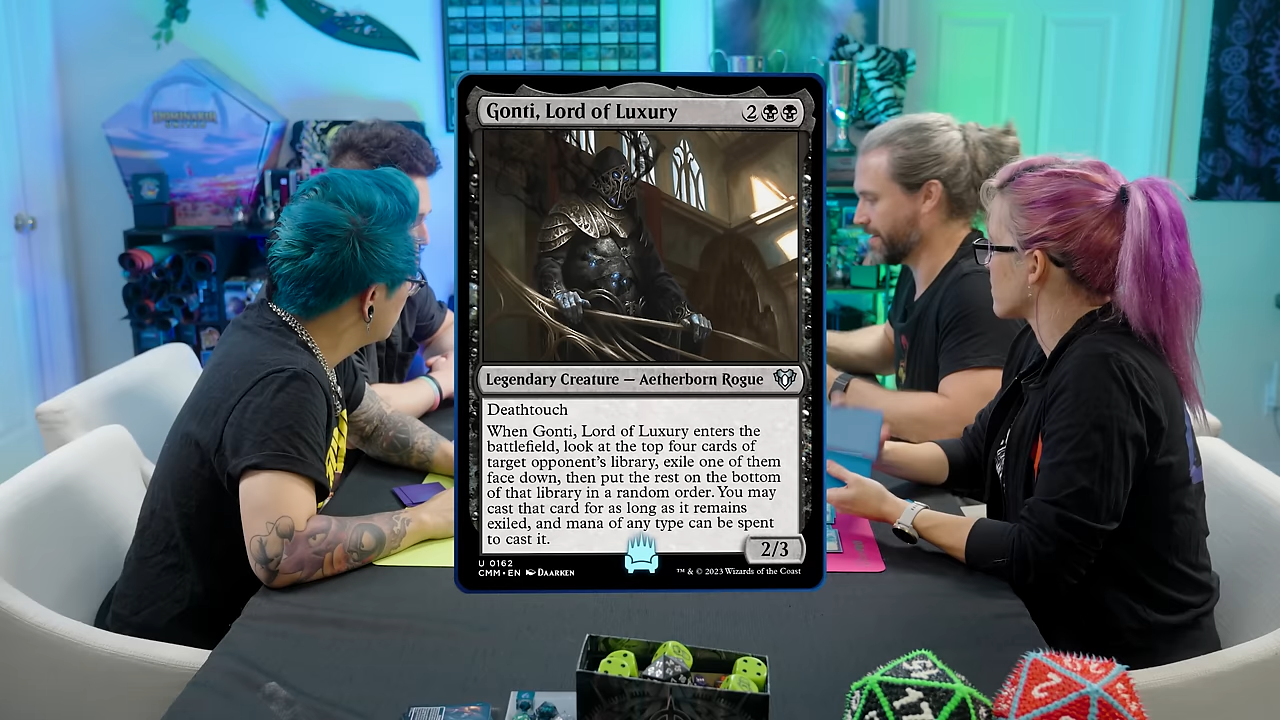 DOMINARIA
Gonti, Lord of Luxury 2
Legendary Creature — Aetherborn Rogue
Deathtouch
When Gonti, Lord of Luxury enters the
battlefield, look at the top four cards of
target opponent's library, exile one of them
face down, then put the rest on the bottom
of that library in a random order. You may
cast that card for as long as it remains
exiled, and mana of any type can be spent
to cast it.
2/3
U 0162
CMM • EN DAARKEN
™ & © 2023 Wizards of the Coast